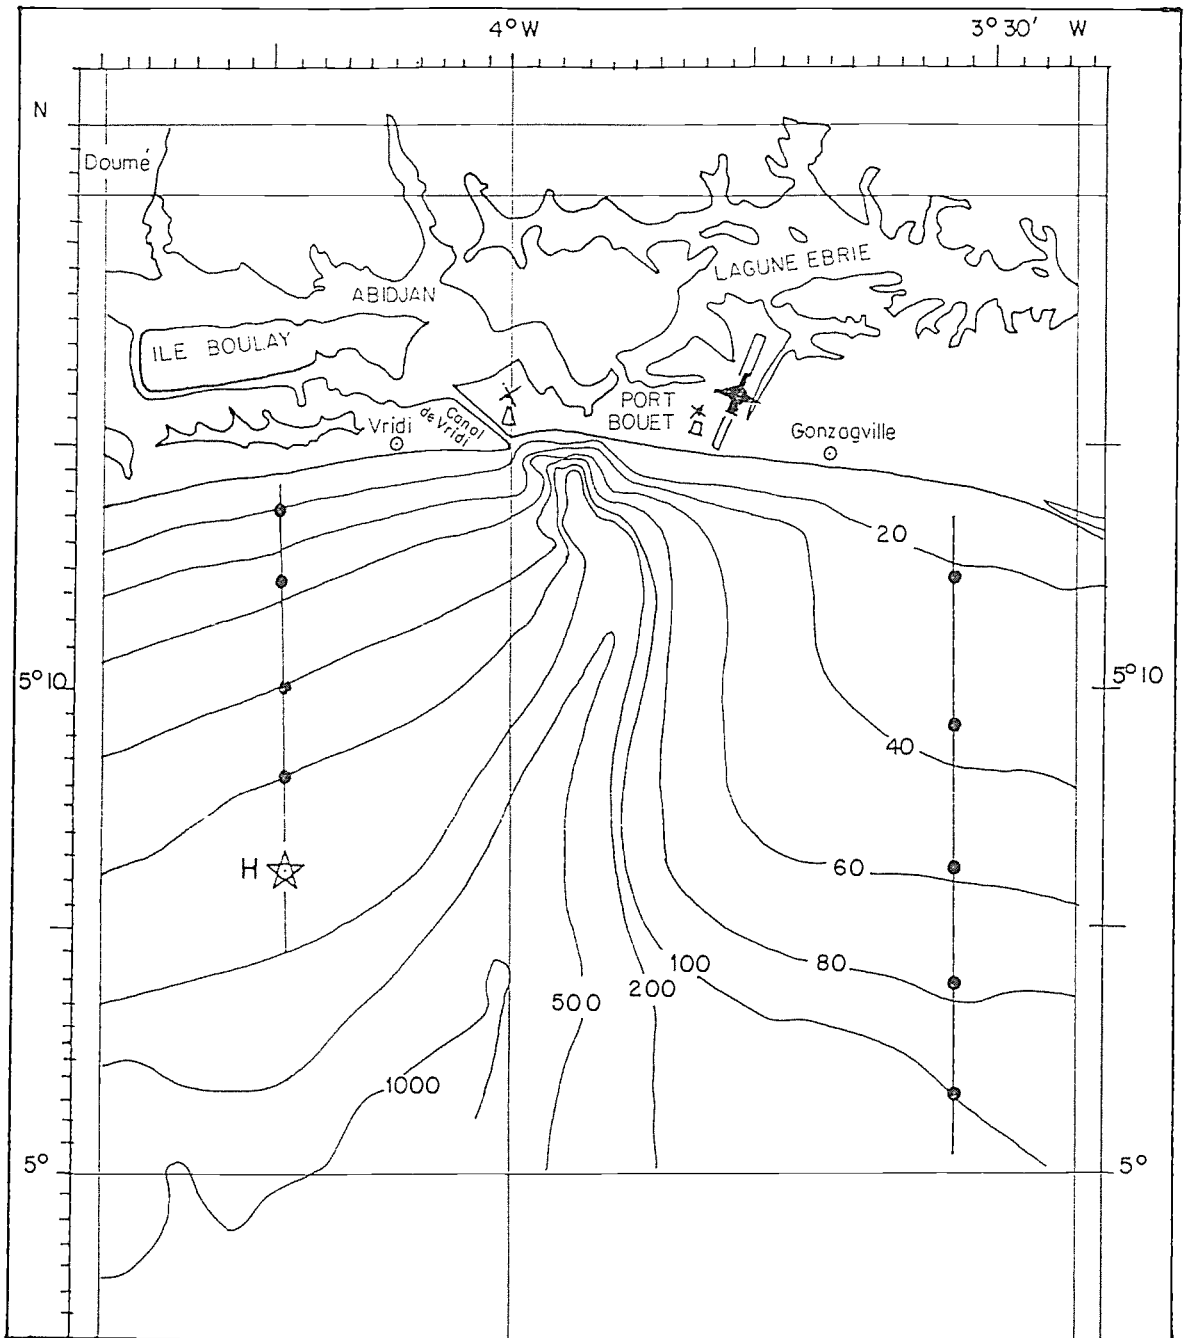 4°W
3°30' W
N
Doumé
LAGUNE EBRIE
ABIDJAN
ILE BOULAY
PORT
BOUET
Canal
de Vridi
Vridi
Gonzagville
20
5°10
5°10
40
H
60
80
100
200
500
1000
5°
5°